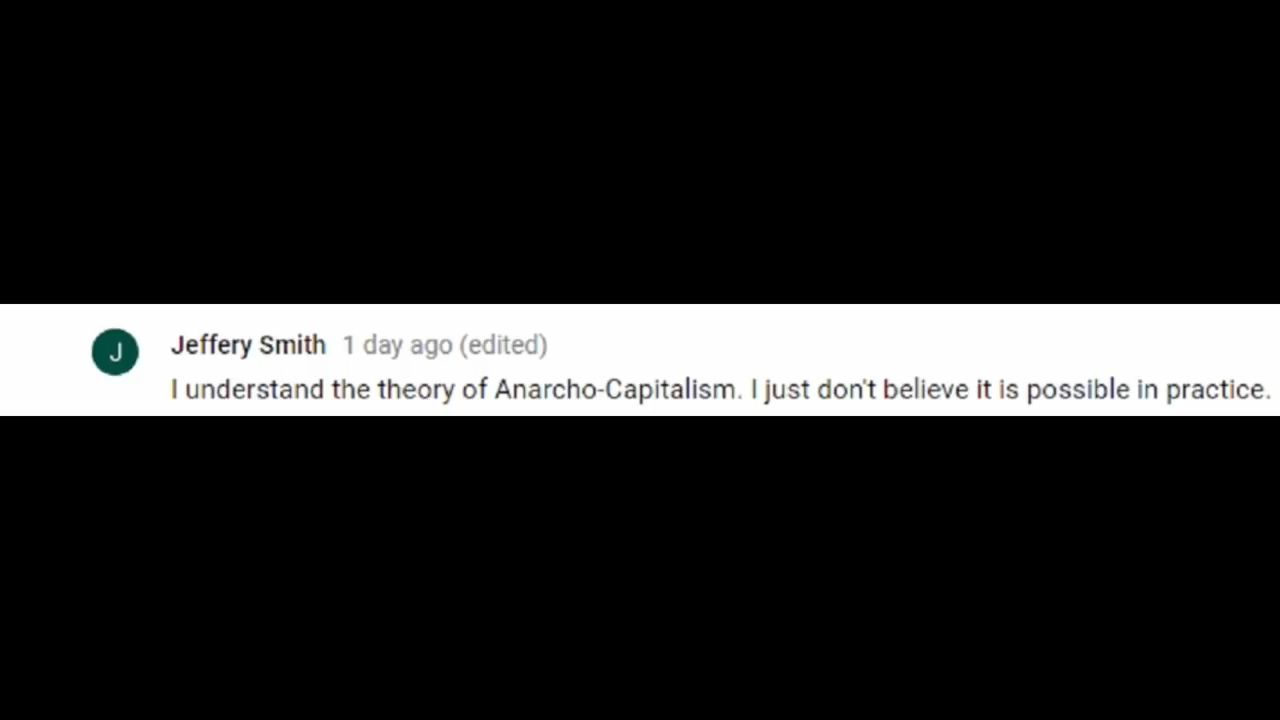 J
Jeffery Smith 1 day ago (edited)
I understand the theory of Anarcho-Capitalism. I just don't believe it is possible in practice.